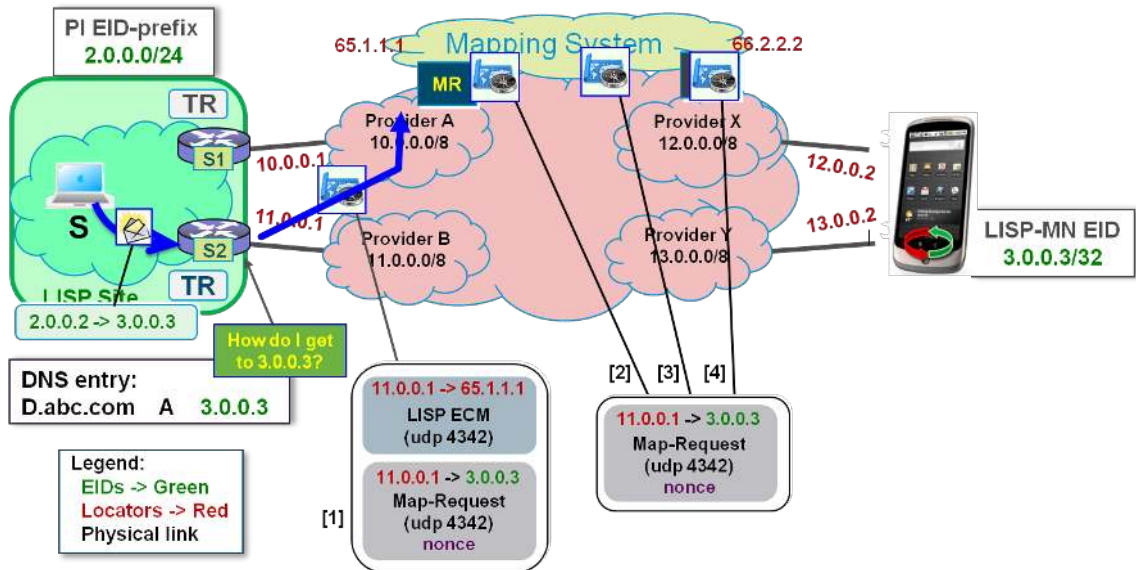 PI EID-prefix
2.0.0.0/24
65.1.1.1
Mapping System
66.2.2.2
MR
TR
S1
10.0.0.1
Provider A
10.0.0.0/8
Provider X
12.0.0.0/8
12.0.0.2
S
S2
11.0.0.1
Provider B
11.0.0.0/8
Provider Y
13.0.0.0/8
13.0.0.2
LISP-MN EID
3.0.0.3/32
TR
LISP Site
2.0.0.2 -> 3.0.0.3
How do I get
to 3.0.0.3?
DNS entry:
D.abc.com A 3.0.0.3
[2]
[3]
[4]
11.0.0.1 -> 65.1.1.1
LISP ECM
(udp 4342)
11.0.0.1 -> 3.0.0.3
Map-Request
(udp 4342)
nonce
[1]
11.0.0.1 -> 3.0.0.3
Map-Request
(udp 4342)
nonce
Legend:
EIDs -> Green
Locators -> Red
Physical link